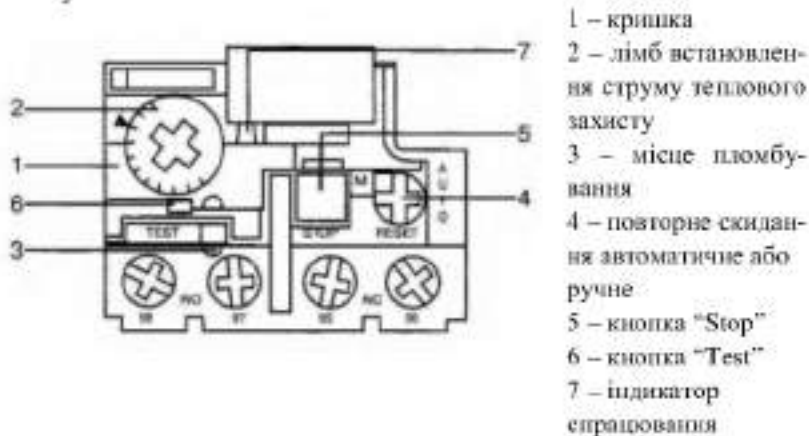 7
2
5
1
M
A
U
T
O
4
6
TEST
STOP
RESET
3
NO
NC
98
97
95
96
1 – кришка
2 – лімб встановлен-
ня струму теплового
захисту
3 – місце пломбу-
вання
4 – повторне скидан-
ня автоматичне або
ручне
5 – кнопка “Stop”
6 – кнопка “Test”
7 – індикатор
спрацювання